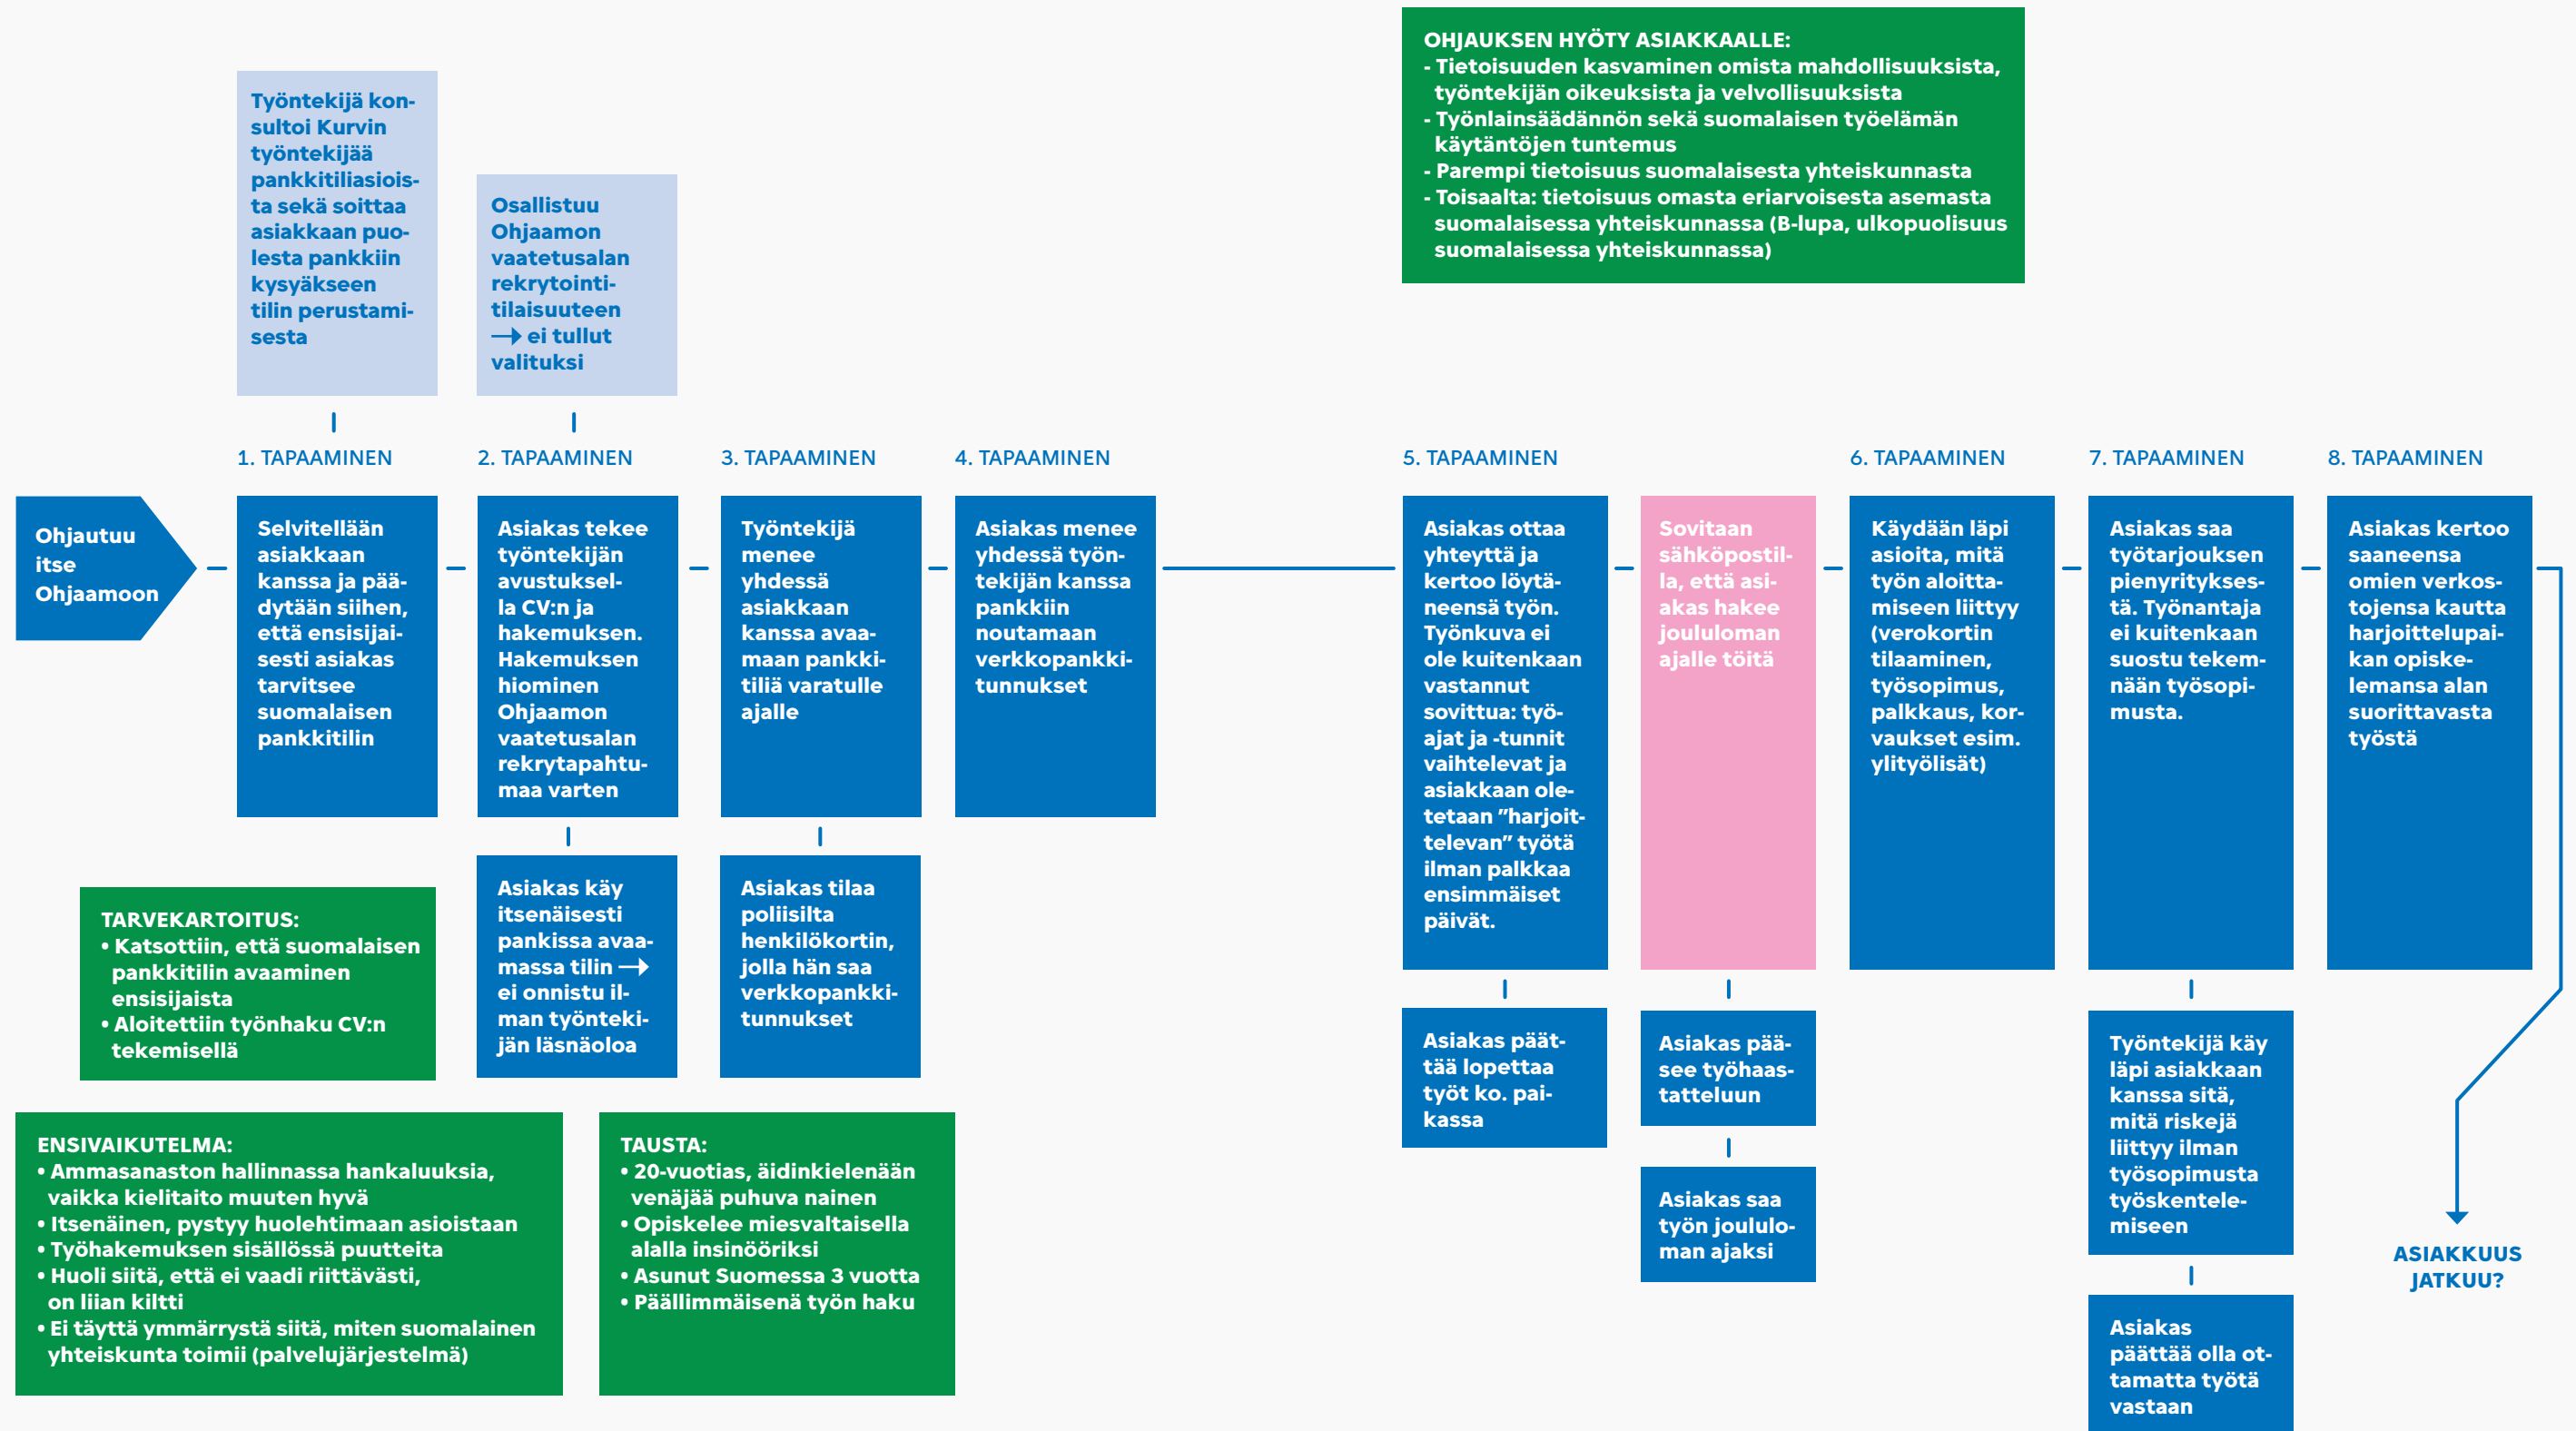 OHJAUKSEN HYÖTY ASIAKKAALLE:
- Tietoisuuden kasvaminen omista mahdollisuuksista,
työntekijän oikeuksista ja velvollisuuksista
- Työnlainsäädännön sekä suomalaisen työelämän
käytäntöjen tuntemus
- Parempi tietoisuus suomalaisesta yhteiskunnasta
- Toisaalta: tietoisuus omasta eriarvoisesta asemasta
suomalaisessa yhteiskunnassa (B-lupa, ulkopuolisuus
suomalaisessa yhteiskunnassa)
Työntekijä kon-
sultoi Kurvin
työntekijää
pankkitiliasiois-
ta sekä soittaa
asiakkaan puo-
lesta pankkiin
kysyäkseen
tilin perustami-
sesta
Osallistuu
Ohjaamon
vaatetusalan
rekrytointi-
tilaisuuteen
→ ei tullut
valituksi
Ohjautuu
itse
Ohjaamoon
1. TAPAAMINEN
Selvitellään
asiakkaan
kanssa ja pää-
dytään siihen,
että ensisijai-
sesti asiakas
tarvitsee
suomalaisen
pankkitilin
2. TAPAAMINEN
Asiakas tekee
työntekijän
avustuksel-
la CV:n ja
hakemuksen.
Hakemuksen
hiominen
Ohjaamon
vaatetusalan
rekrytapahtu-
maa varten
Asiakas käy
itsenäisesti
pankissa avaa-
massa tilin →
ei onnistu il-
man työnteki-
jän läsnäoloa
3. TAPAAMINEN
Työntekijä
menee
yhdessä
asiakkaan
kanssa avaa-
maan pankki-
tiliä varatulle
ajalle
Asiakas tilaa
poliisilta
henkilökortin,
jolla hän saa
verkkopankki-
tunnukset
4. TAPAAMINEN
Asiakas menee
yhdessä työn-
tekijän kanssa
pankkiin
noutamaan
verkkopankki-
tunnukset
5. TAPAAMINEN
Asiakas ottaa
yhteyttä ja
kertoo löytä-
neensä työn.
Työnkuva ei
ole kuitenkaan
vastannut
sovittua: työ-
ajat ja -tunnit
vaihtelevat ja
asiakkaan ole-
tetaan ”harjoit-
televan” työtä
ilman palkkaa
ensimmäiset
päivät.
Asiakas päät-
tää lopettaa
työt ko. pai-
kassa
Sovitaan
sähköpostil-
la, että asi-
akas hakee
joululoman
ajalle töitä
Asiakas pää-
see työhaas-
tatteluun
Asiakas saa
työn joululo-
man ajaksi
6. TAPAAMINEN
Käydään läpi
asioita, mitä
työn aloitta-
miseen liittyy
(verokortin
tilaaminen,
työsopimus,
palkkaus, kor-
vaukset esim.
ylityölisät)
7. TAPAAMINEN
Asiakas saa
työtarjouksen
pienyritykses-
tä. Työnantaja
ei kuitenkaan
suostu tekem-
nään työsopi-
musta.
Työntekijä käy
läpi asiakkaan
kanssa sitä,
mitä riskejä
liittyy ilman
työsopimusta
työskentele-
miseen
Asiakas
päättää olla ot-
tamatta työtä
vastaan
8. TAPAAMINEN
Asiakas kertoo
saaneensa
omien verkos-
tojensa kautta
harjoittelupai-
kan opiske-
lemansa alan
suorittavasta
työstä
ASIAKKUUS
JATKUU?
TARVEKARTOITUS:
• Katsottiin, että suomalaisen
pankkitilin avaaminen
ensisijaista
• Aloitettiin työnhaku CV:n
tekemisellä
ENSIVAIKUTELMA:
• Ammasanaston hallinnassa hankaluuksia,
vaikka kielitaito muuten hyvä
• Itsenäinen, pystyy huolehtimaan asioistaan
• Työhakemuksen sisällössä puutteita
• Huoli siitä, että ei vaadi riittävästi,
on liian kiltti
• Ei täyttä ymmärrystä siitä, miten suomalainen
yhteiskunta toimii (palvelujärjestelmä)
TAUSTA:
• 20-vuotias, äidinkielenään
venäjää puhuva nainen
• Opiskelee miesvaltaisella
alalla insinööriksi
• Asunut Suomessa 3 vuotta
• Päällimmäisenä työn haku